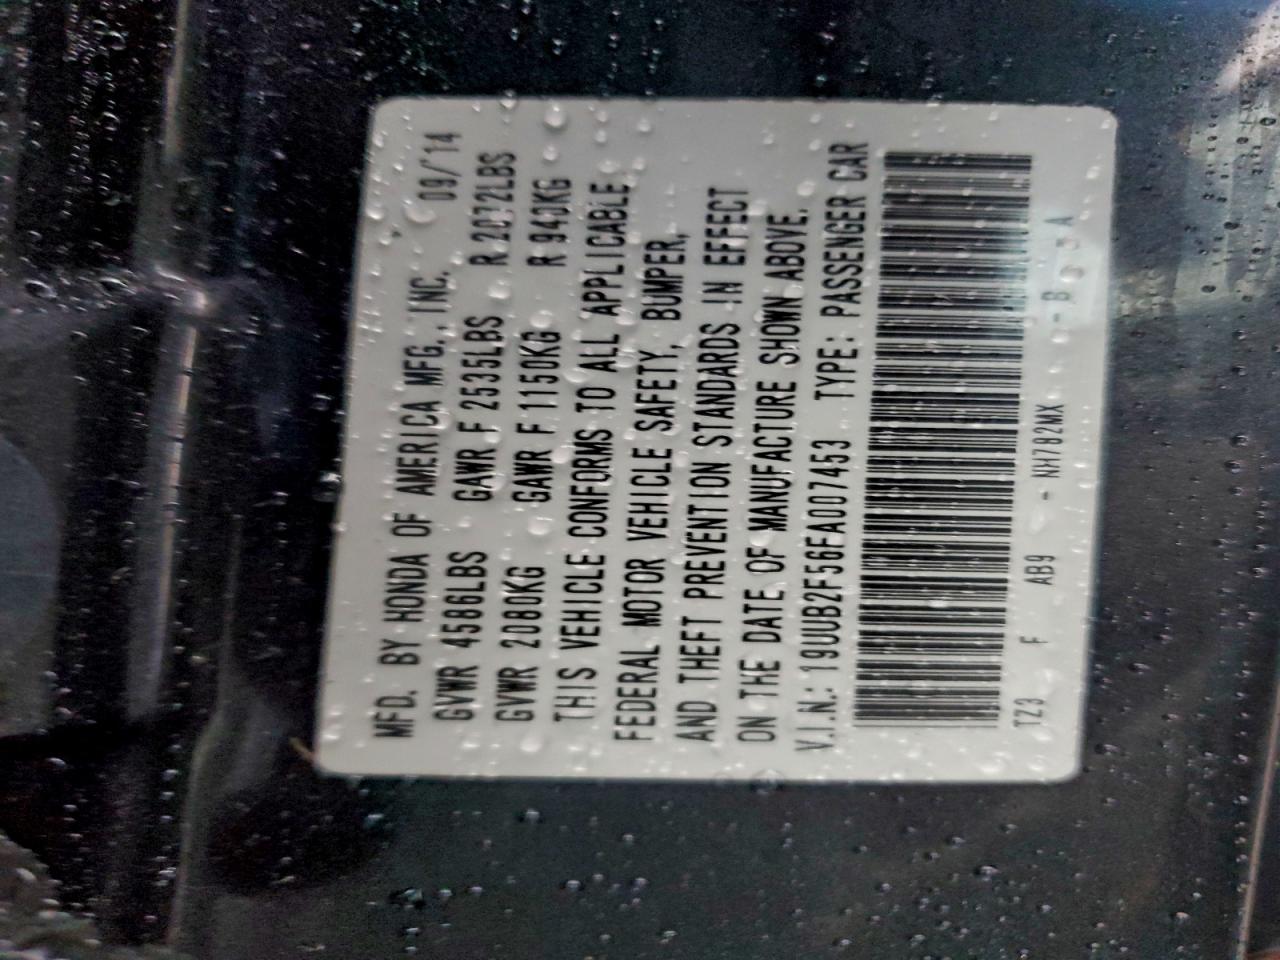 MFD. BY HONDA OF AMERICA MFG., INC. 09/14
GVWR 4586LBS GAWR F 2535LBS R 2072LBS
GVWR 2080KG GAWR F 1150KG R 940KG
THIS VEHICLE CONFORMS TO ALL APPLICABLE
FEDERAL MOTOR VEHICLE SAFETY, BUMPER,
AND THEFT PREVENTION STANDARDS IN EFFECT
ON THE DATE OF MANUFACTURE SHOWN ABOVE.
V.I.N.: 19UUB2F56FA007453 TYPE: PASSENGER CAR
TZ3 F AB9 - NH782MX